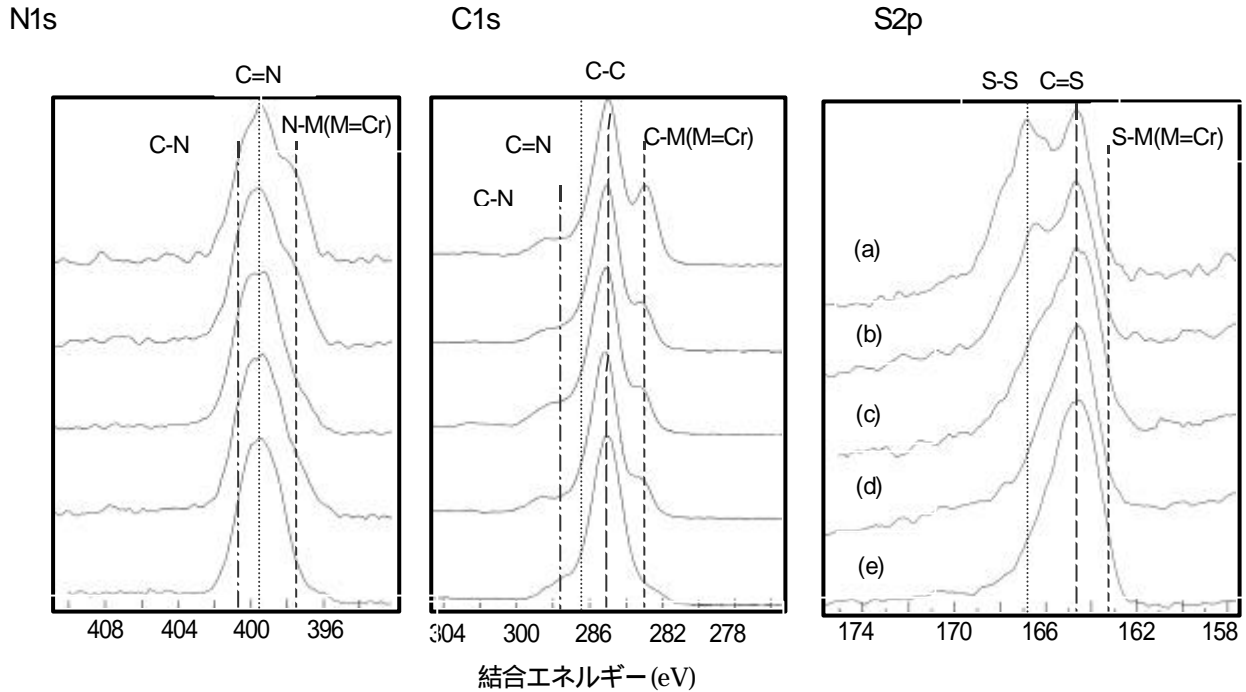 N1s
C1s
S2p
C=N
C-C
S-S C=S
C-N
N-M(M=Cr)
C=N
C-M(M=Cr)
S-M(M=Cr)
C-N
(a)
(b)
(c)
(d)
(e)
408 404 400 396
304 300 286 282 278
174 170 166 162 158
結合エネルギー(eV)